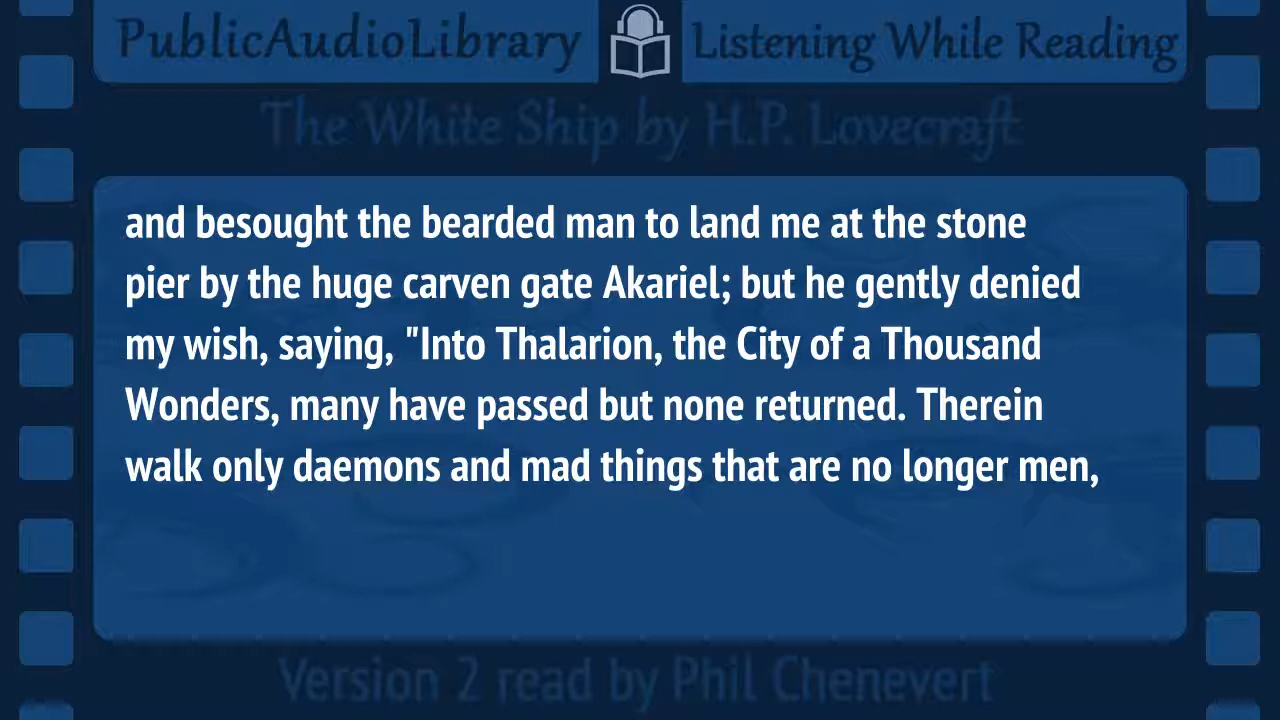 PublicAudioLibrary Listening While Reading
The White Ship by H.P. Lovecraft
and besought the bearded man to land me at the stone
pier by the huge carven gate Akariel; but he gently denied
my wish, saying, "Into Thalarion, the City of a Thousand
Wonders, many have passed but none returned. Therein
walk only daemons and mad things that are no longer men,
Version 2 read by Phil Chenevert